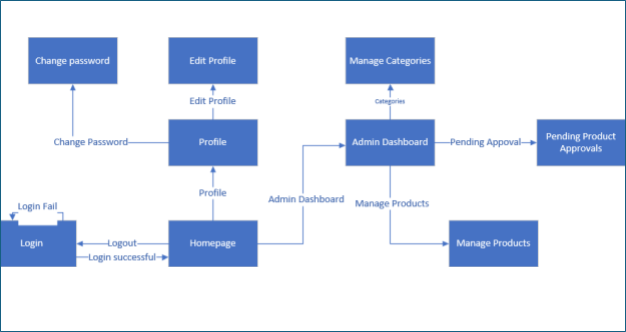 Change password
Edit Profile
Manage Categories
Edit Profile
Categories
Change Password
Profile
Admin Dashboard
Pending Appoval
Pending Product
Approvals
Profile
Admin Dashboard
Manage Products
Login Fail
Login
Logout
Login successful
Homepage
Manage Products